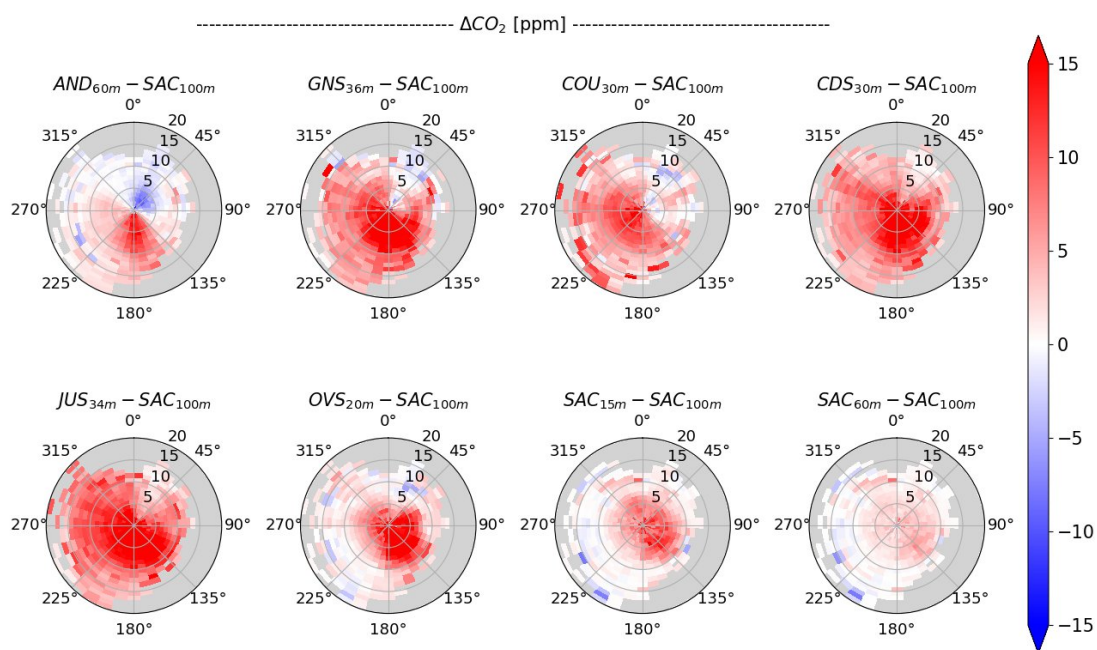 ---------------------------------- ΔCO₂ [ppm] ----------------------------------
AND₆₀ₘ − SAC₁₀₀ₘ GNS₃₆ₘ − SAC₁₀₀ₘ COU₃₀ₘ − SAC₁₀₀ₘ CDS₃₀ₘ − SAC₁₀₀ₘ
0° 0° 0° 0°
315° 20 45° 315° 20 45° 315° 20 45° 315° 20 45°
15 15 15 15
10 10 10 10
5 5 5 5
270° 90° 270° 90° 270° 90° 270° 90°
225° 135° 225° 135° 225° 135° 225° 135°
180° 180° 180° 180°
JUS₃₄ₘ − SAC₁₀₀ₘ OVS₂₀ₘ − SAC₁₀₀ₘ SAC₁₅ₘ − SAC₁₀₀ₘ SAC₆₀ₘ − SAC₁₀₀ₘ
0° 0° 0° 0°
315° 20 45° 315° 20 45° 315° 20 45° 315° 20 45°
15 15 15 15
10 10 10 10
5 5 5 5
270° 90° 270° 90° 270° 90° 270° 90°
225° 135° 225° 135° 225° 135° 225° 135°
180° 180° 180° 180°
15
10
5
0
−5
−10
−15